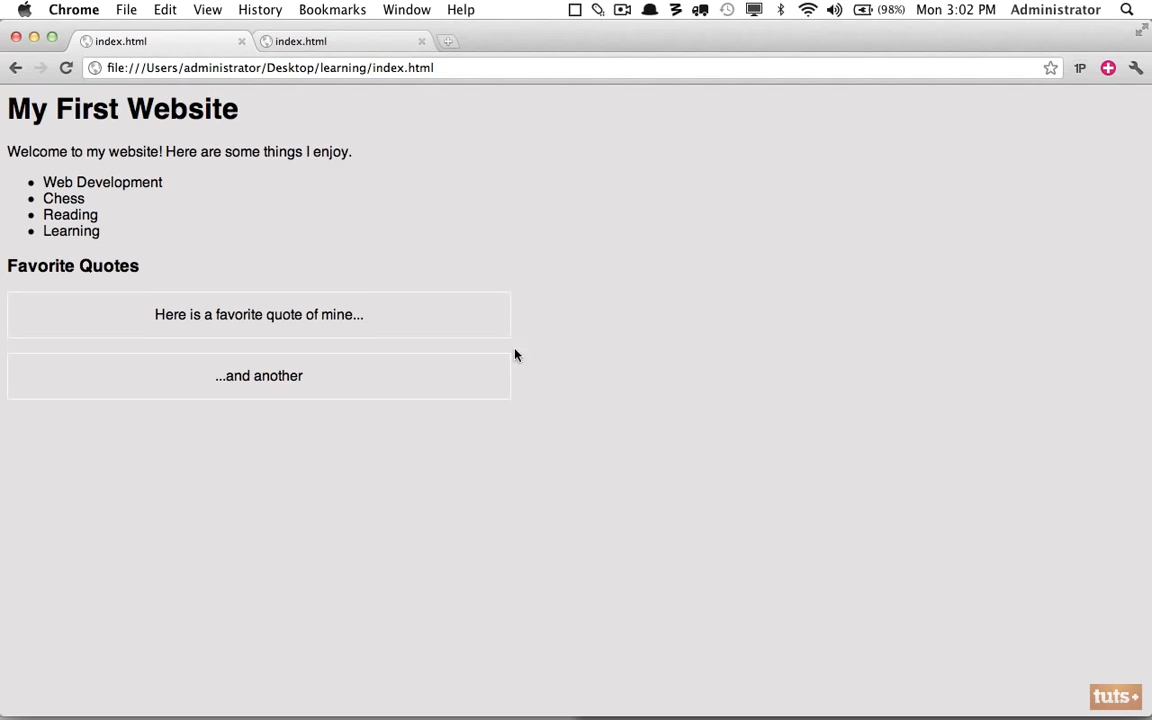 Chrome File Edit View History Bookmarks Window Help (98%) Mon 3:02 PM Administrator
index.html index.html
file:///Users/administrator/Desktop/learning/index.html 1P
My First Website
Welcome to my website! Here are some things I enjoy.
• Web Development
• Chess
• Reading
• Learning
Favorite Quotes
Here is a favorite quote of mine...
...and another
tuts+